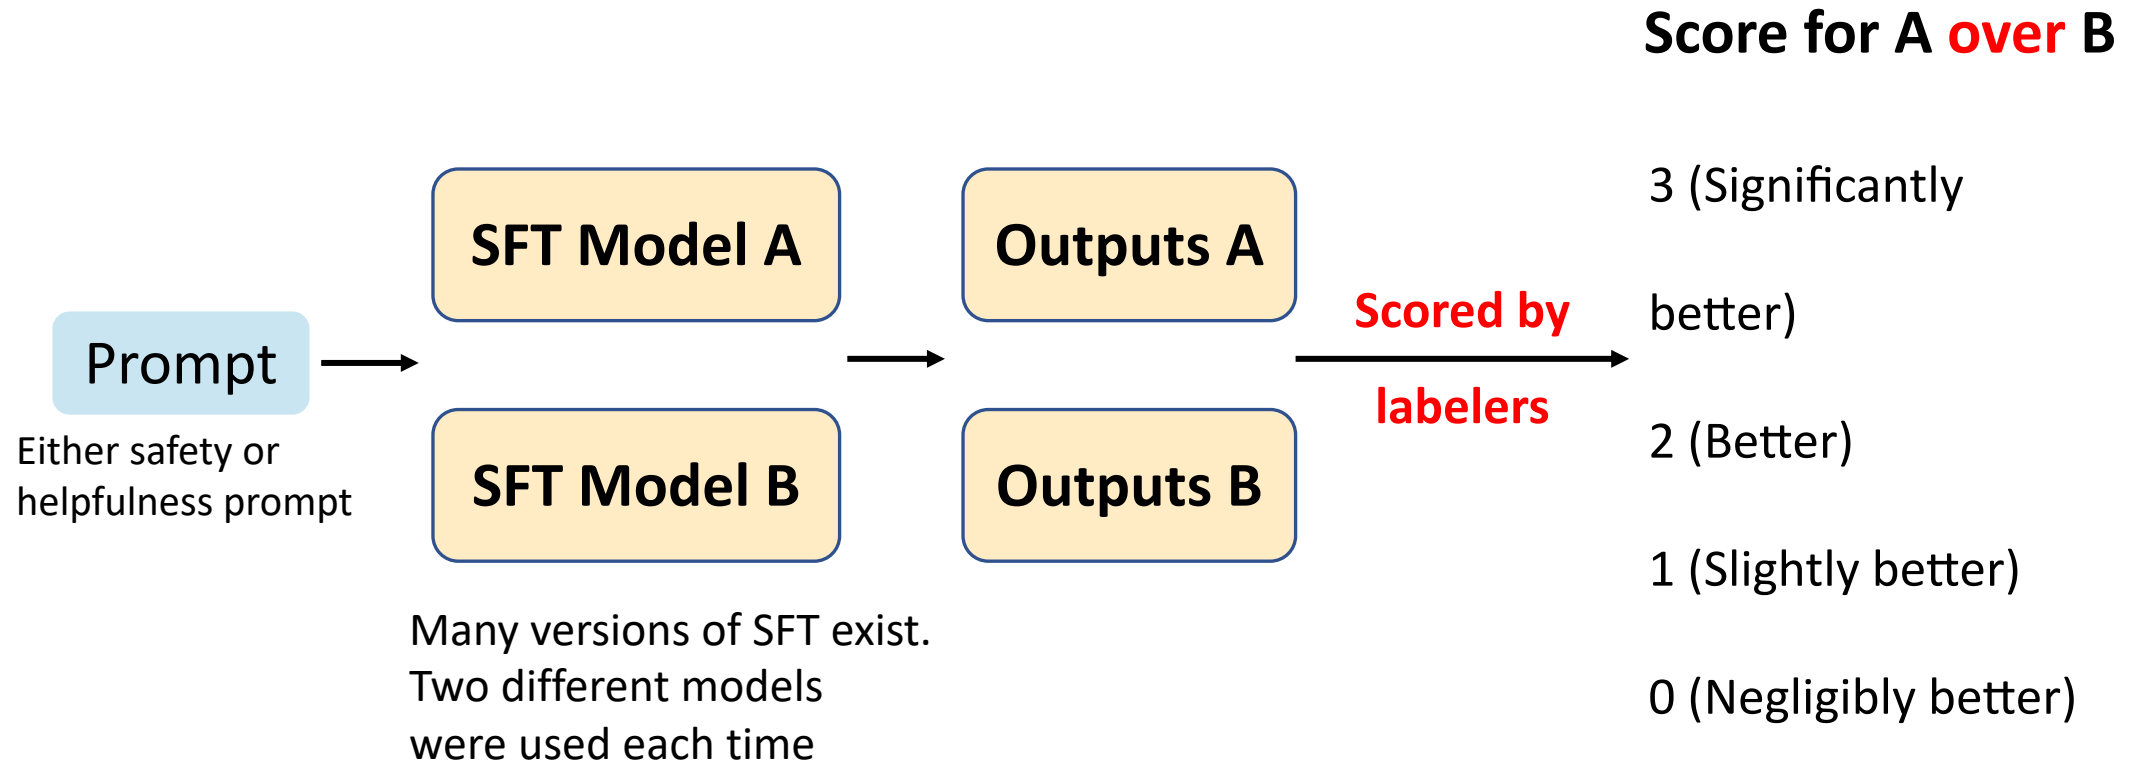 Score for A over B
Prompt
Either safety or
helpfulness prompt
SFT Model A
SFT Model B
Many versions of SFT exist.
Two different models
were used each time
Outputs A
Outputs B
Scored by
labelers
3 (Significantly
better)
2 (Better)
1 (Slightly better)
0 (Negligibly better)